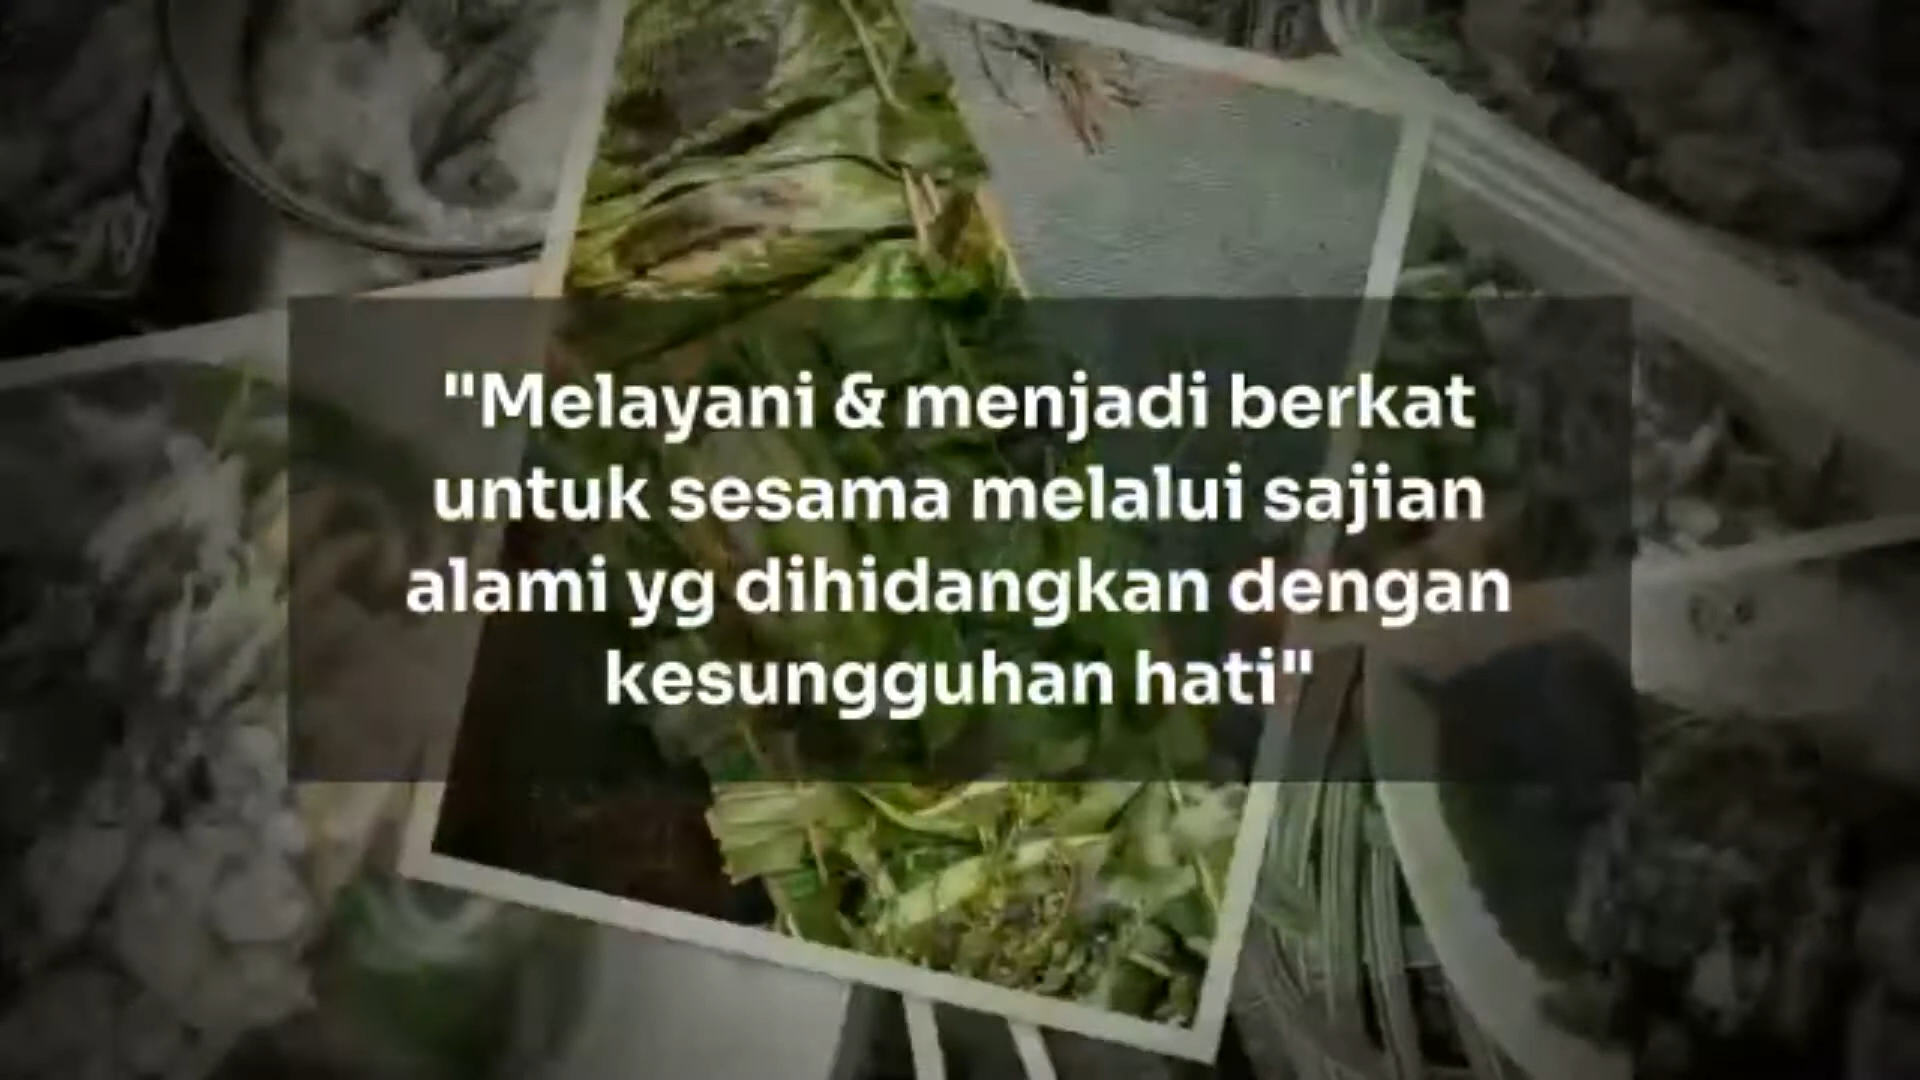 "Melayani & menjadi berkat
untuk sesama melalui sajian
alami yg dihidangkan dengan
kesungguhan hati"